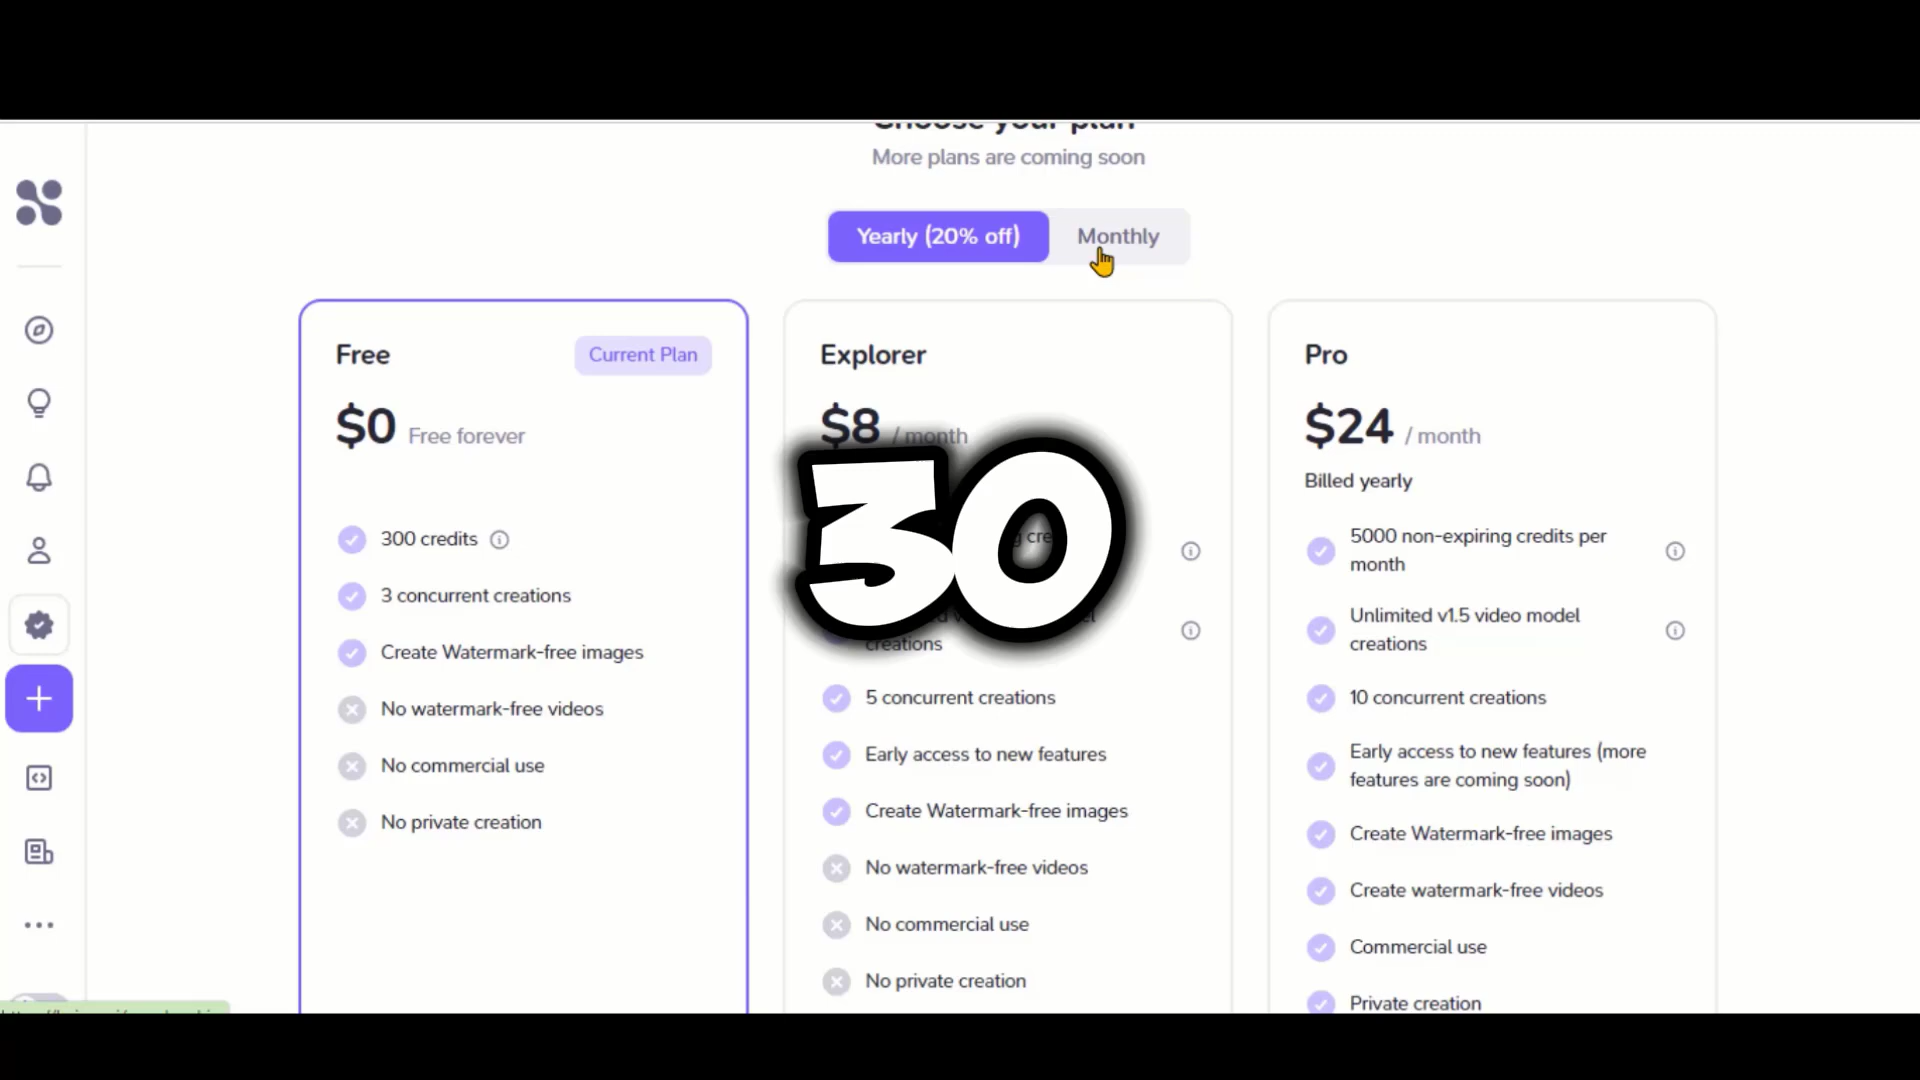 Choose your plan
More plans are coming soon
Yearly (20% off)
Monthly
Free
Current Plan
$0 Free forever
300 credits
3 concurrent creations
Create Watermark-free images
No watermark-free videos
No commercial use
No private creation
Explorer
$8 / month
30
creations
5 concurrent creations
Early access to new features
Create Watermark-free images
No watermark-free videos
No commercial use
No private creation
Pro
$24 / month
Billed yearly
5000 non-expiring credits per
month
Unlimited v1.5 video model
creations
10 concurrent creations
Early access to new features (more
features are coming soon)
Create Watermark-free images
Create watermark-free videos
Commercial use
Private creation